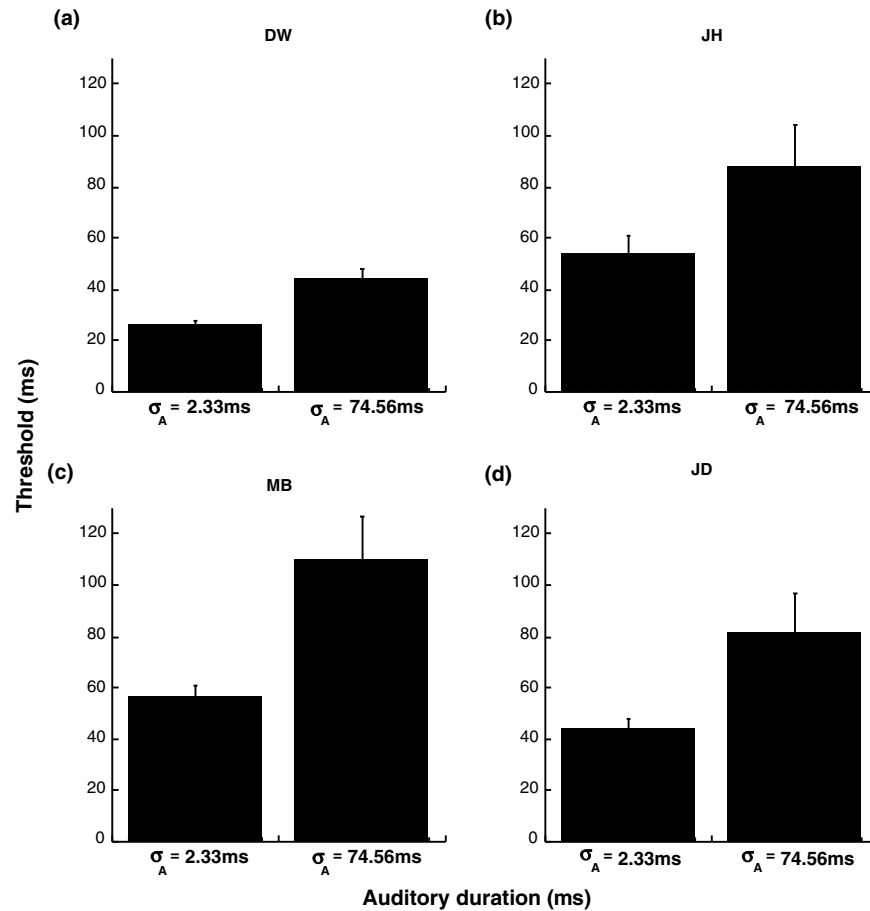 (a)
DW
120
100
80
60
40
20
0
σA = 2.33ms
σA = 74.56ms
(b)
JH
120
100
80
60
40
20
0
σA = 2.33ms
σA = 74.56ms
Threshold (ms)
(c)
MB
120
100
80
60
40
20
0
σA = 2.33ms
σA = 74.56ms
(d)
JD
120
100
80
60
40
20
0
σA = 2.33ms
σA = 74.56ms
Auditory duration (ms)